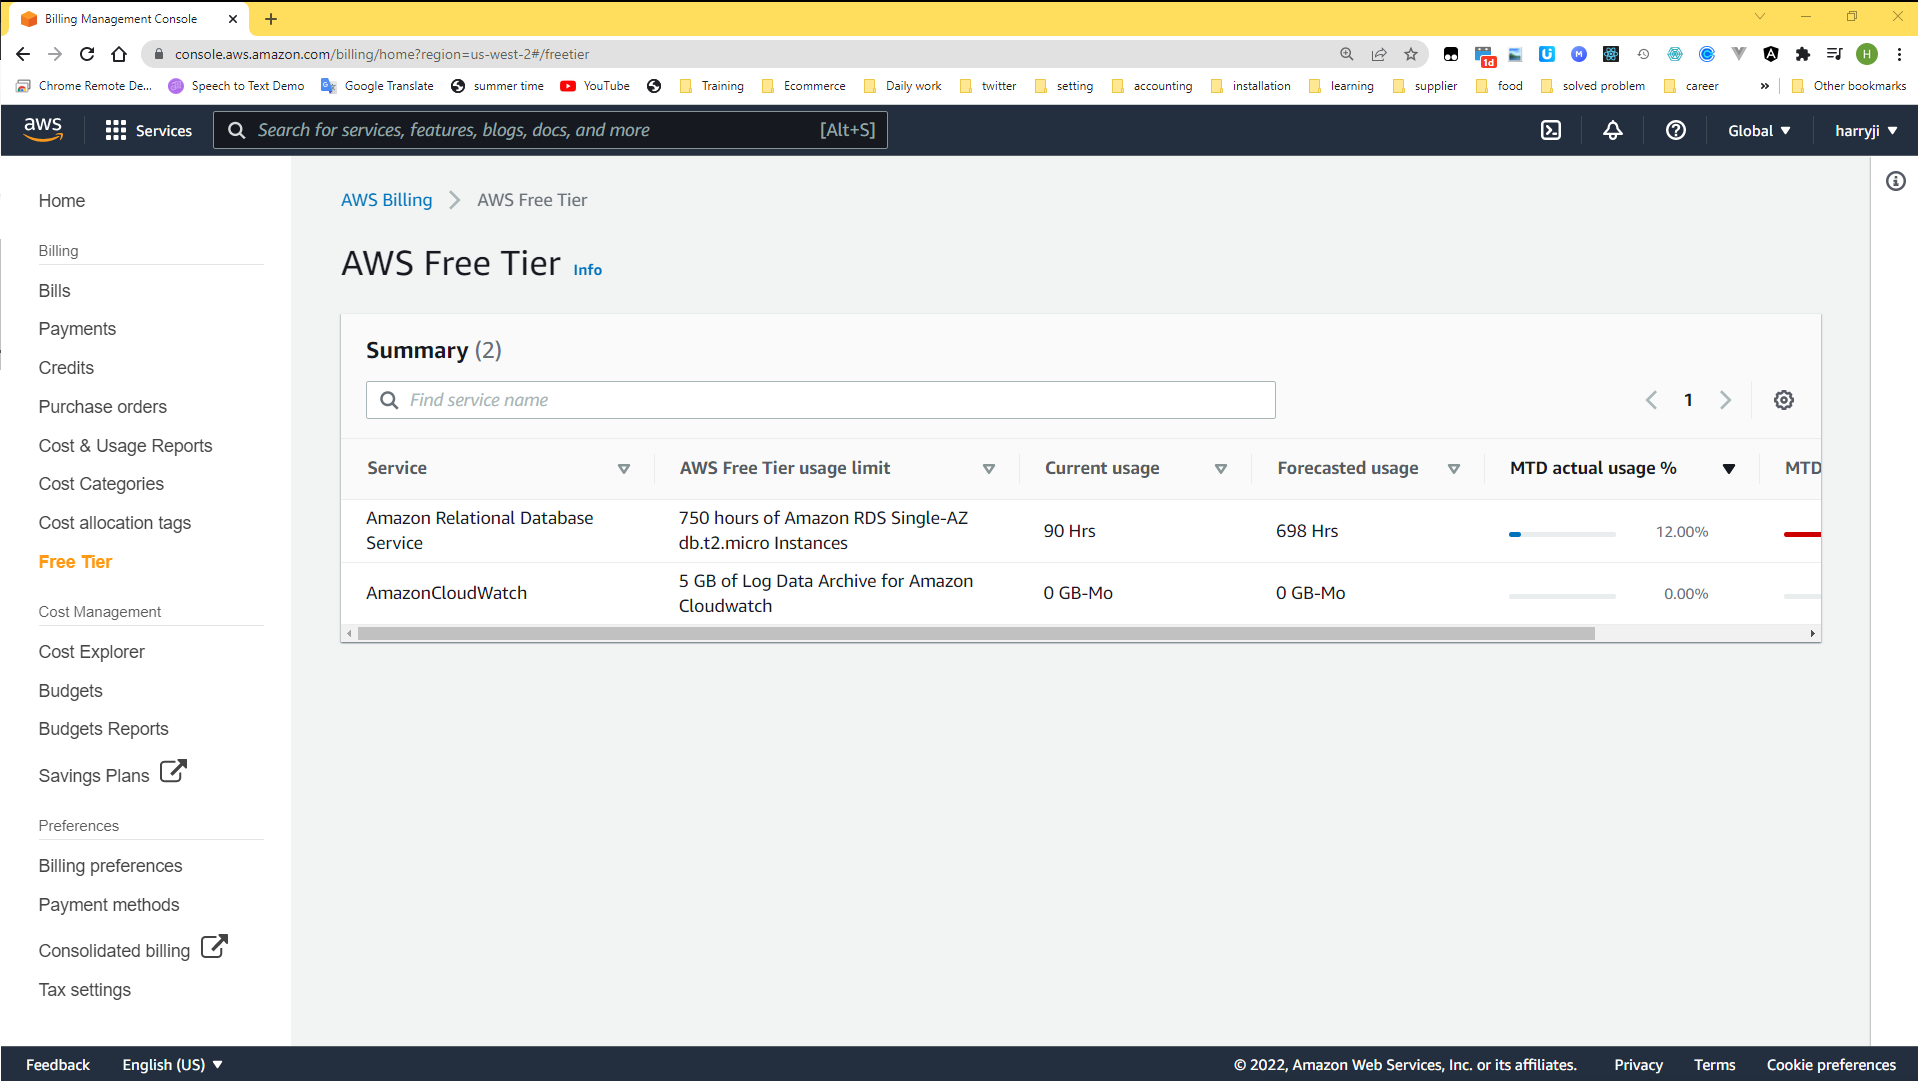 Billing Management Console
console.aws.amazon.com/billing/home?region=us-west-2#/freetier
1d
M
H
Chrome Remote De... Speech to Text Demo Google Translate summer time YouTube Training Ecommerce Daily work twitter setting accounting installation learning supplier food solved problem career » Other bookmarks
aws Services Search for services, features, blogs, docs, and more [Alt+S] Global harryji
Home
Billing
Bills
Payments
Credits
Purchase orders
Cost & Usage Reports
Cost Categories
Cost allocation tags
Free Tier
Cost Management
Cost Explorer
Budgets
Budgets Reports
Savings Plans
Preferences
Billing preferences
Payment methods
Consolidated billing
Tax settings
AWS Billing AWS Free Tier
AWS Free Tier Info
Summary (2)
Find service name
1
Service AWS Free Tier usage limit Current usage Forecasted usage MTD actual usage % MTD
Amazon Relational Database
Service
750 hours of Amazon RDS Single-AZ
db.t2.micro Instances
90 Hrs 698 Hrs 12.00%
AmazonCloudWatch
5 GB of Log Data Archive for Amazon
Cloudwatch
0 GB-Mo 0 GB-Mo 0.00%
Feedback English (US) © 2022, Amazon Web Services, Inc. or its affiliates. Privacy Terms Cookie preferences